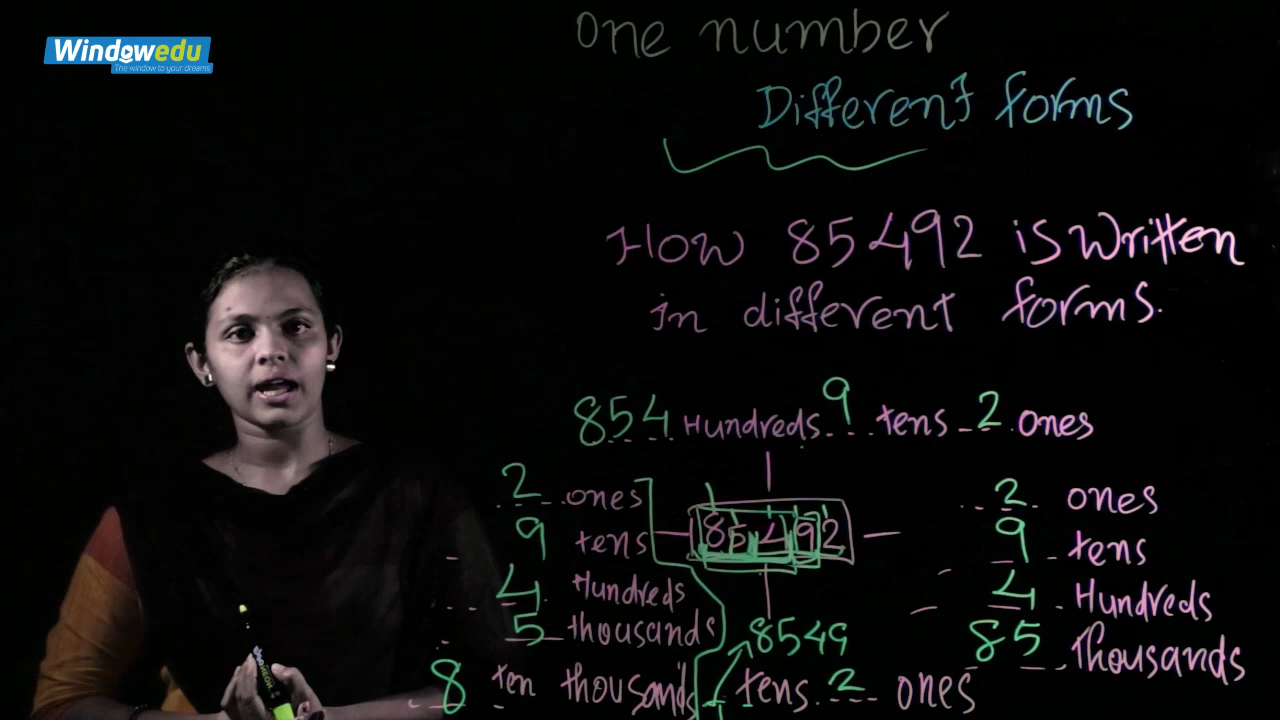 Windowedu
The window to your dreams
One number
Different forms
How 85492 is written
in different forms.
854 Hundreds 9 tens 2 ones
2 ones
9 tens
4 Hundreds
5 thousands
8 ten thousands
85492
8549 tens 2 ones
2 ones
9 tens
4 Hundreds
85 thousands